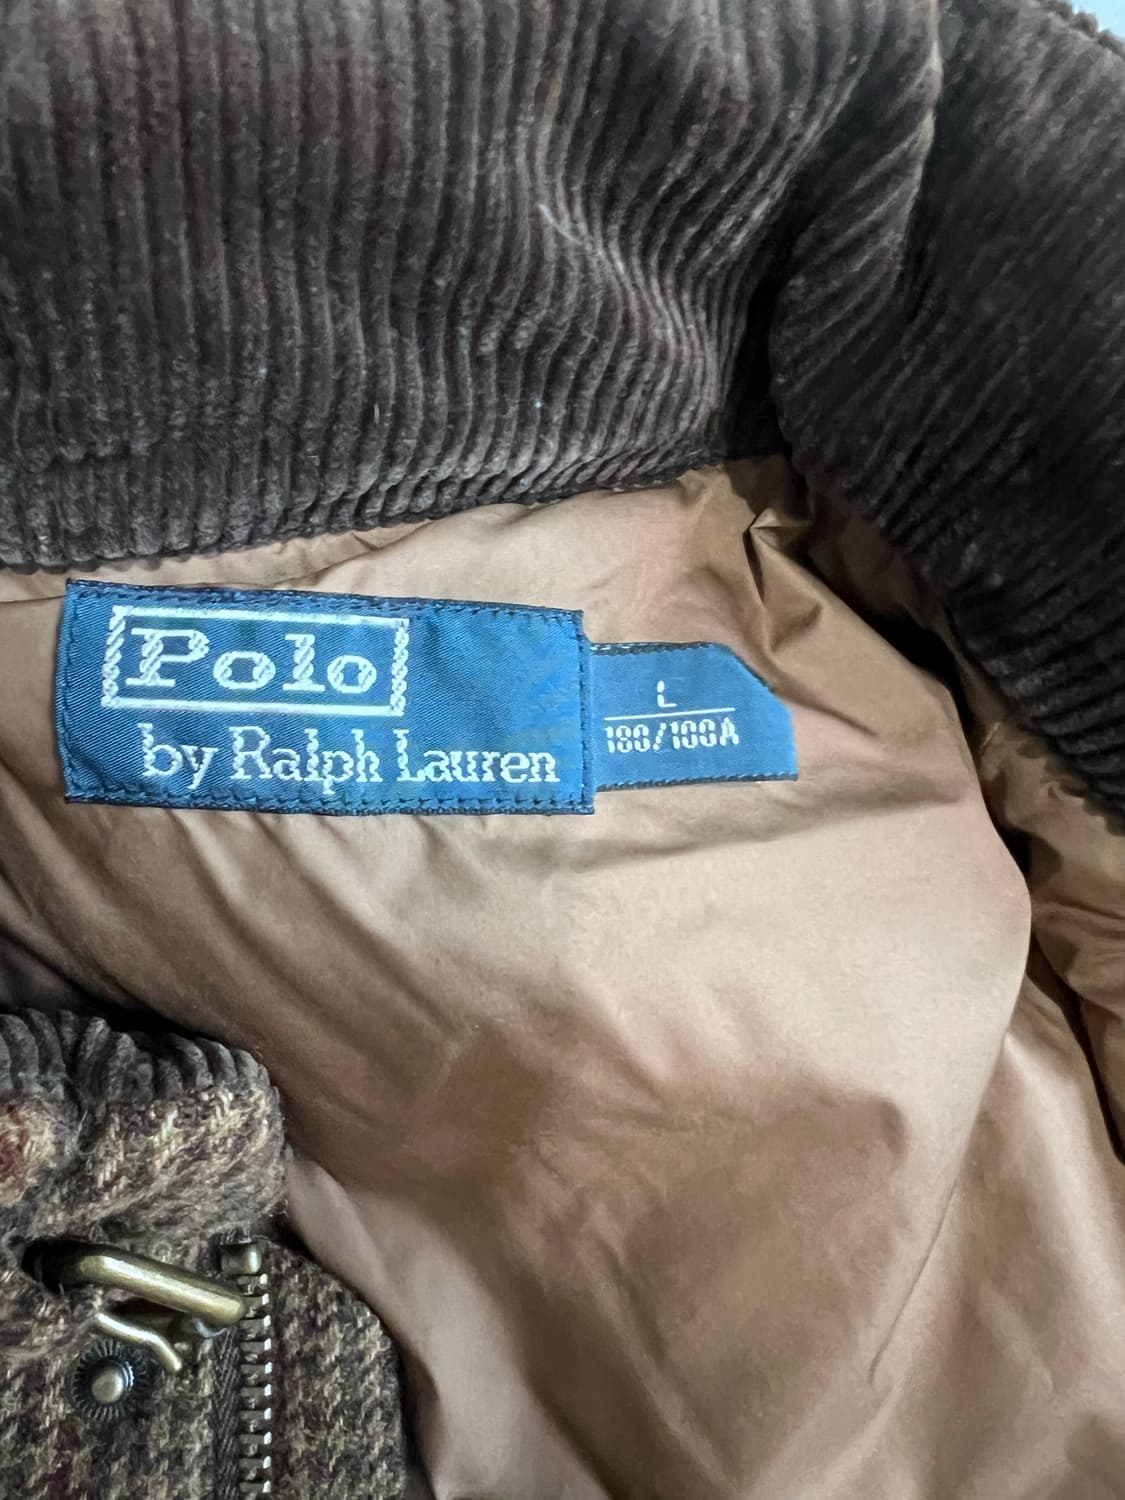 Polo
by Ralph Lauren
L
180/100A